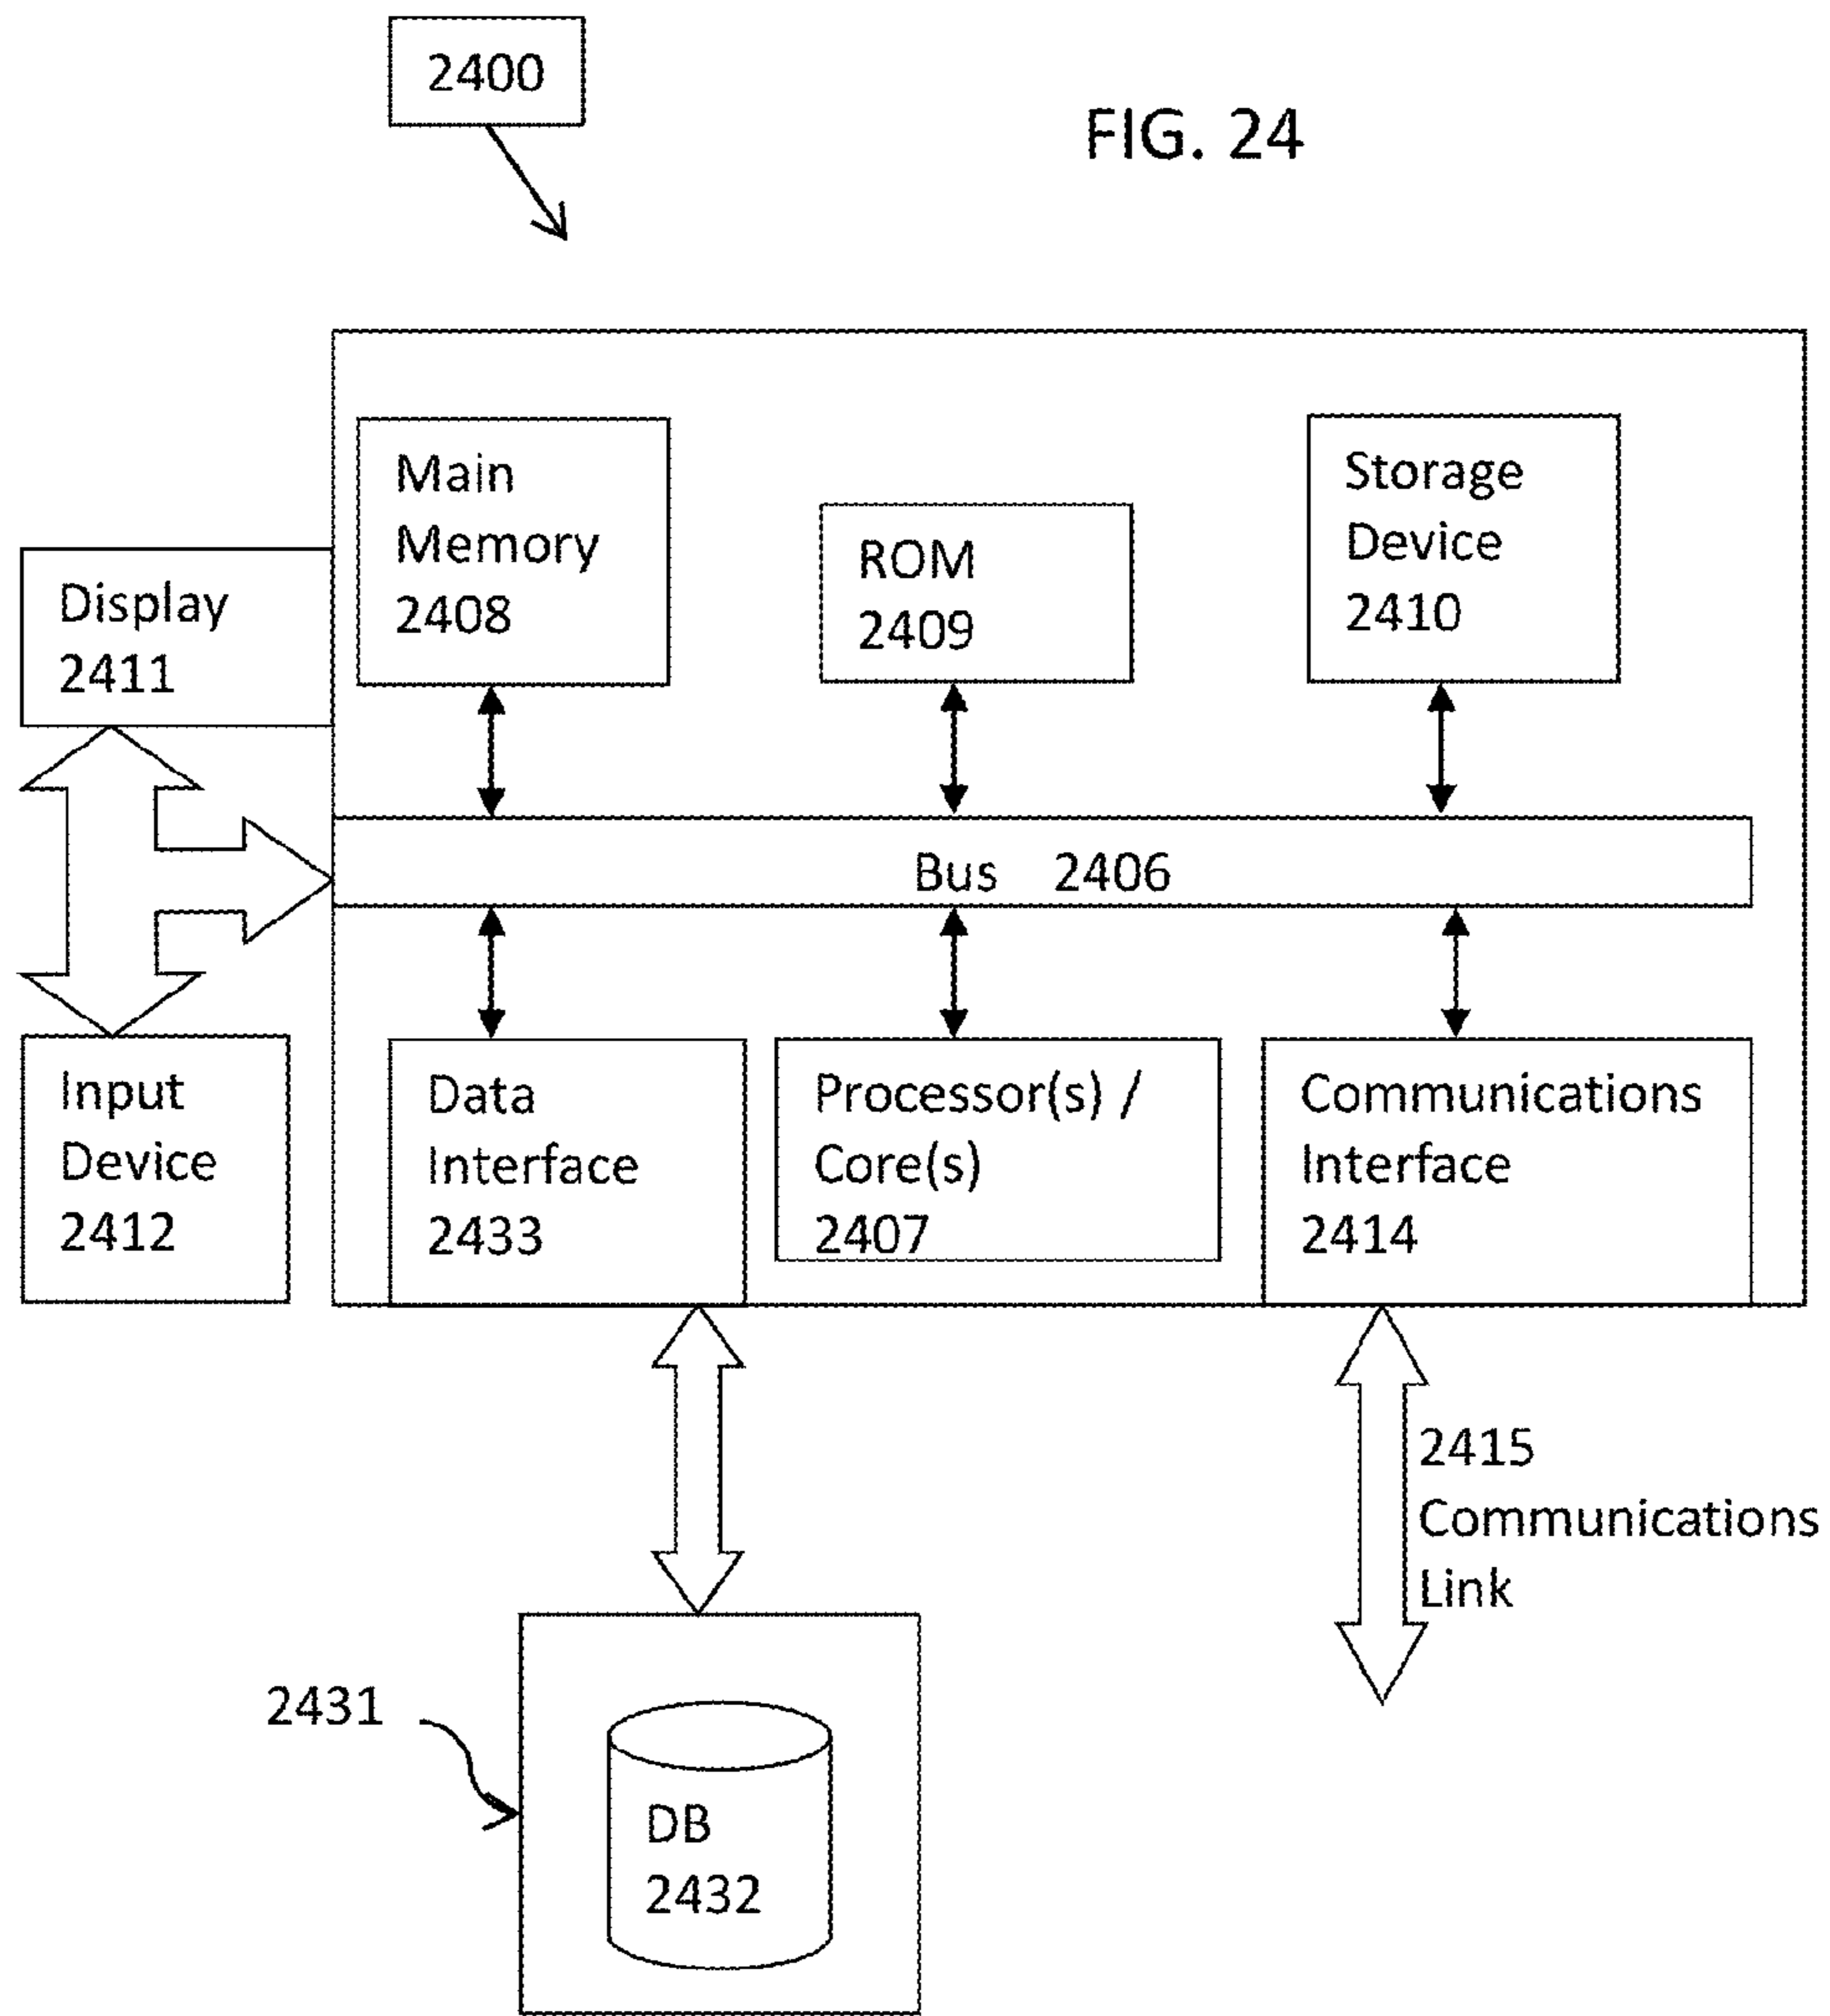 2400
FIG. 24
Main
Memory
2408
ROM
2409
Storage
Device
2410
Display
2411
Bus 2406
Input
Device
2412
Data
Interface
2433
Processor(s) /
Core(s)
2407
Communications
Interface
2414
2415
Communications
Link
2431
DB
2432